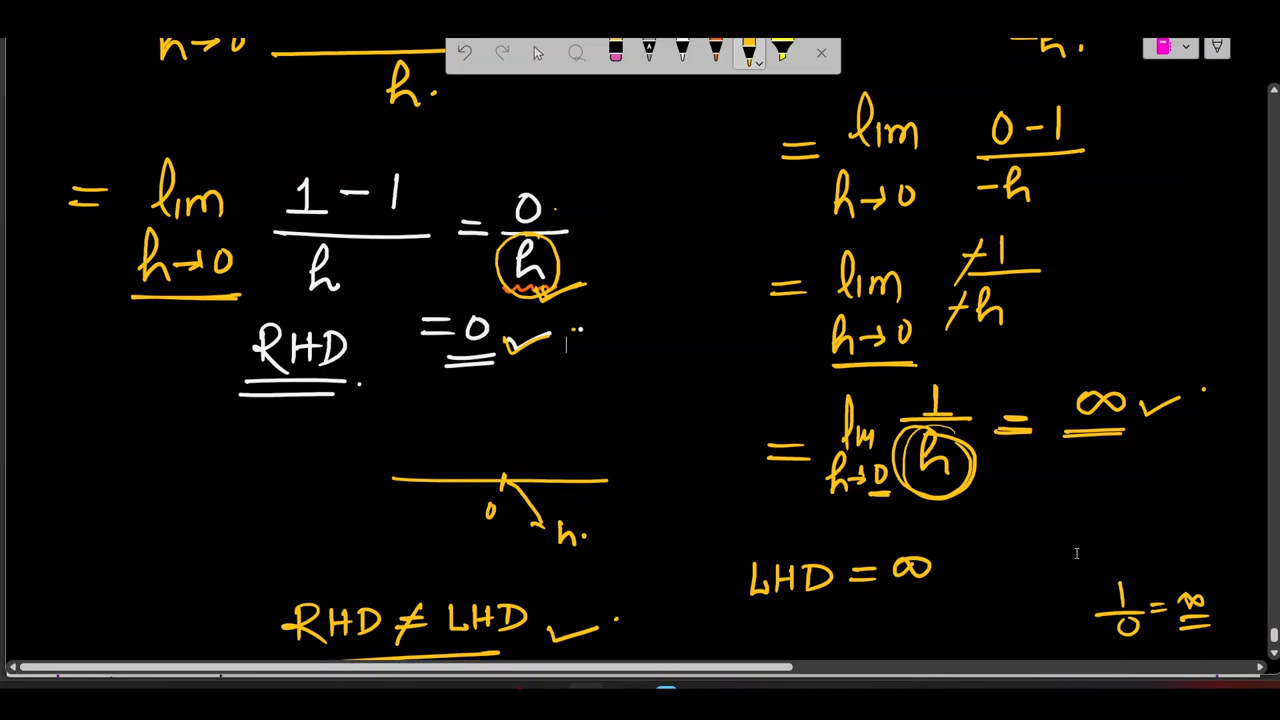 h→0 ――― h.
= lim h→0 (1 - 1)/h = 0/h
RHD = 0 ✓
0 h.
RHD ≠ LHD ✓ .
-h.
= lim h→0 (0 - 1)/-h
= lim h→0 -1/-h
= lim h→0 1/h = ∞ ✓
LHD = ∞
1/0 = ∞